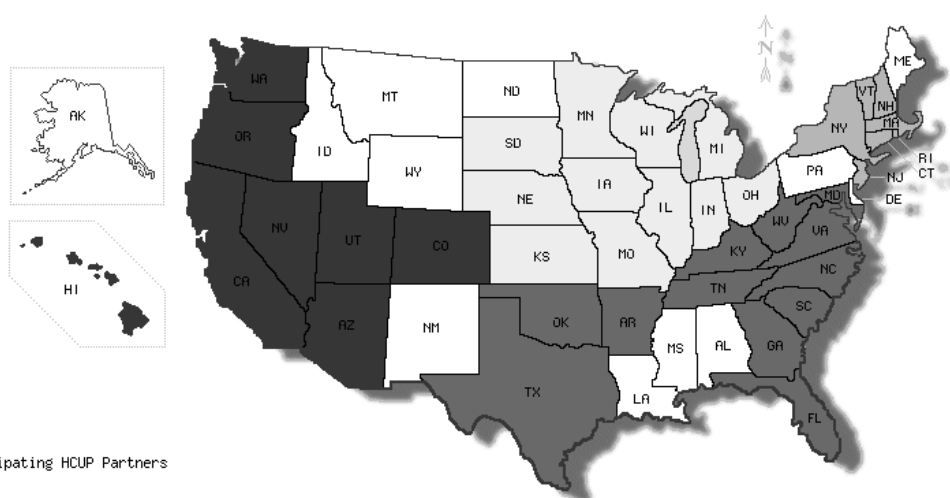 N
AK
HI
WA
OR
CA
NV
ID
MT
WY
UT
CO
AZ
NM
ND
SD
NE
KS
OK
TX
MN
IA
MO
AR
LA
WI
IL
MI
IN
OH
KY
TN
MS
AL
GA
FL
SC
NC
VA
WV
MD
PA
NY
VT
NH
ME
MA
RI
CT
NJ
DE
ipating HCUP Partners